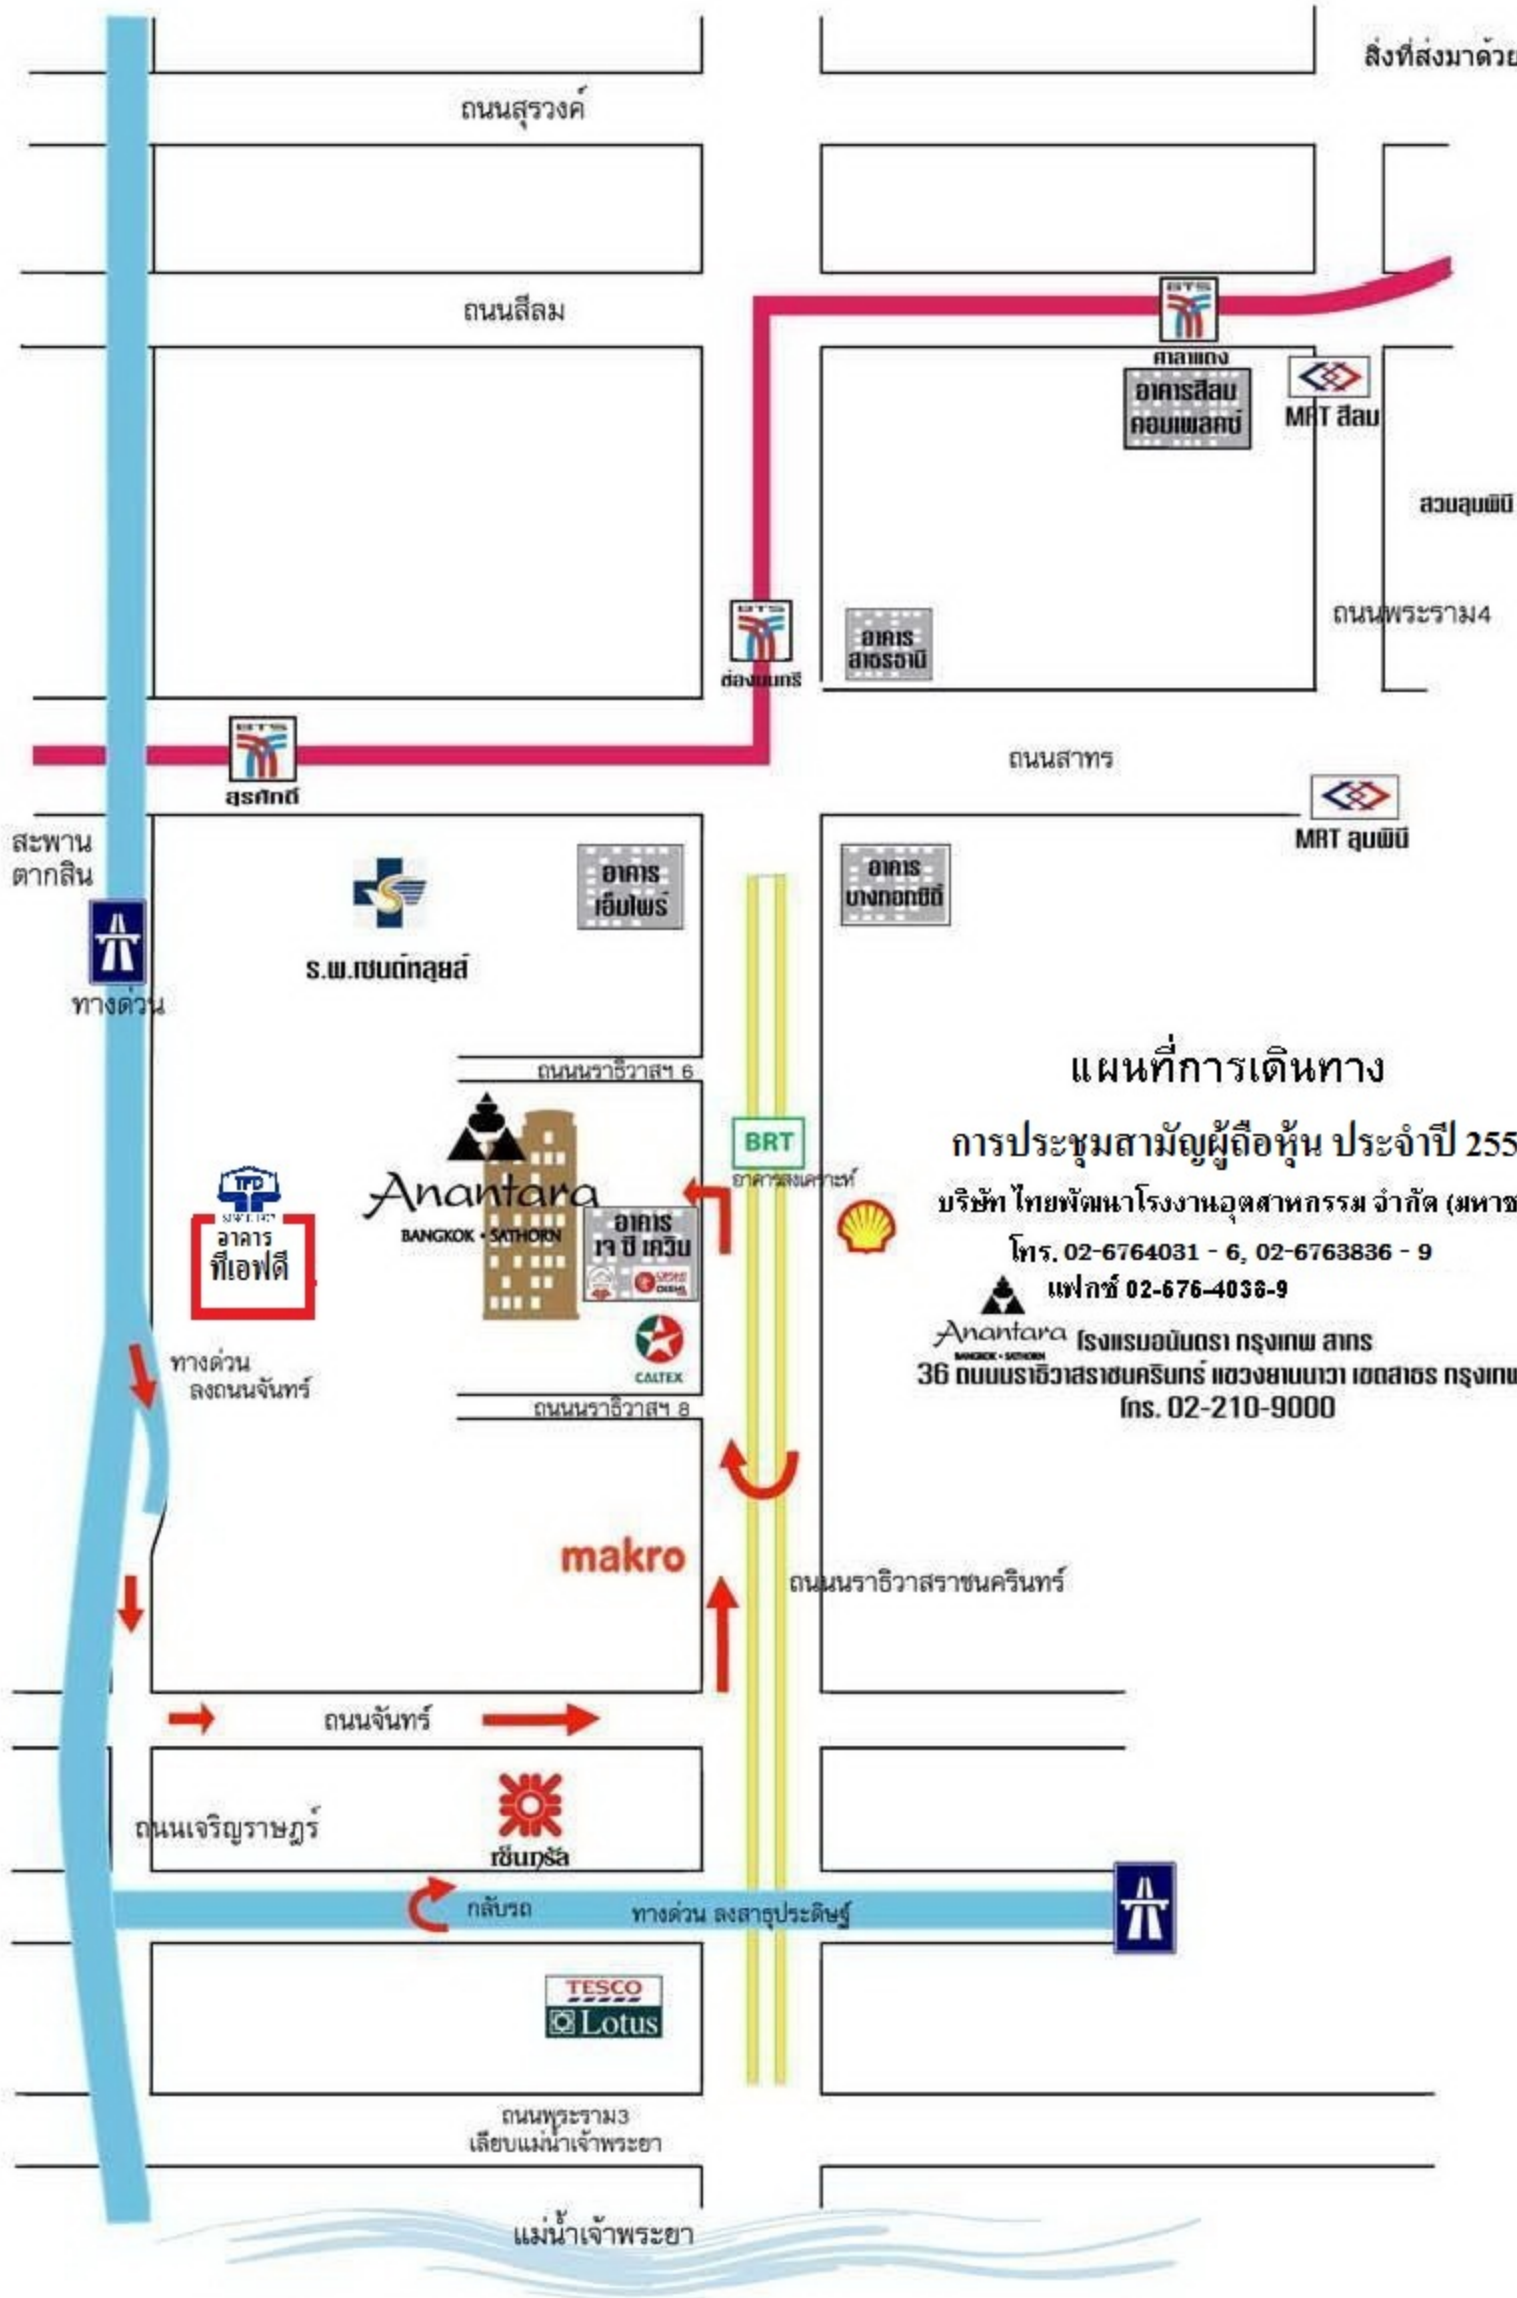 สิ่งที่ส่งมาด้วย
ถนนสุรวงค์
ถนนสีลม
BTS
ศาลาแดง
อาคารสีลม
คอมเพลคซ์
MRT สีลม
สวนลุมพินี
ถนนพระราม4
BTS
ช่องนนทรี
อาคาร
สาธรธานี
BTS
สุรศักดิ์
ถนนสาทร
MRT ลุมพินี
สะพาน
ตากสิน
ทางด่วน
ร.พ.เซนต์หลุยส์
อาคาร
เอ็มไพร์
อาคาร
บางกอกซิตี้
ถนนนราธิวาสฯ 6
BRT
อาคารสงเคราะห์
Anantara
BANGKOK • SATHORN
อาคาร
เจ ซี เควิน
CALTEX
TFD
SINCE 1977
อาคาร
ทีเอฟดี
แผนที่การเดินทาง
การประชุมสามัญผู้ถือหุ้น ประจำปี 255
บริษัท ไทยพัฒนาโรงงานอุตสาหกรรม จำกัด (มหาช
โทร. 02-6764031 - 6, 02-6763836 - 9
แฟกซ์ 02-676-4038-9
Anantara
BANGKOK • SATHORN
โรงแรมอนันตรา กรุงเทพ สาทร
36 ถนนนราธิวาสราชนครินทร์ แขวงยานนาวา เขตสาธร กรุงเทพ
โทร. 02-210-9000
ทางด่วน
ลงถนนจันทร์
ถนนนราธิวาสฯ 8
makro
ถนนนราธิวาสราชนครินทร์
ถนนจันทร์
ถนนเจริญราษฎร์
เซ็นทรัล
กลับรถ
ทางด่วน ลงสาธุประดิษฐ์
TESCO
Lotus
ถนนพระราม3
เลียบแม่น้ำเจ้าพระยา
แม่น้ำเจ้าพระยา